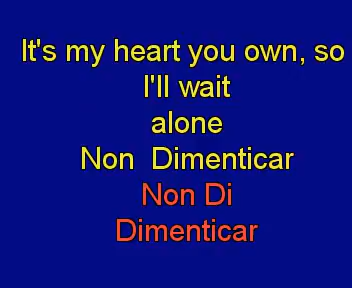 It's my heart you own, so
I'll wait
alone
Non  Dimenticar
Non Di
Dimenticar